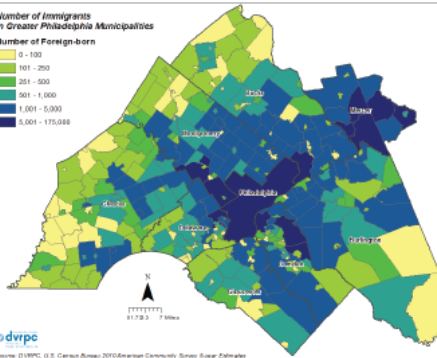 Number of Immigrants
in Greater Philadelphia Municipalities
Number of Foreign-born
0 - 100
101 - 250
251 - 500
501 - 1,000
1,001 - 5,000
5,001 - 175,000
Bucks
Mercer
Montgomery
Philadelphia
Chester
Delaware
Burlington
Camden
Gloucester
N
Miles
dvrpc
Source: DVRPC, U.S. Census Bureau 2010 American Community Survey 5-year Estimates